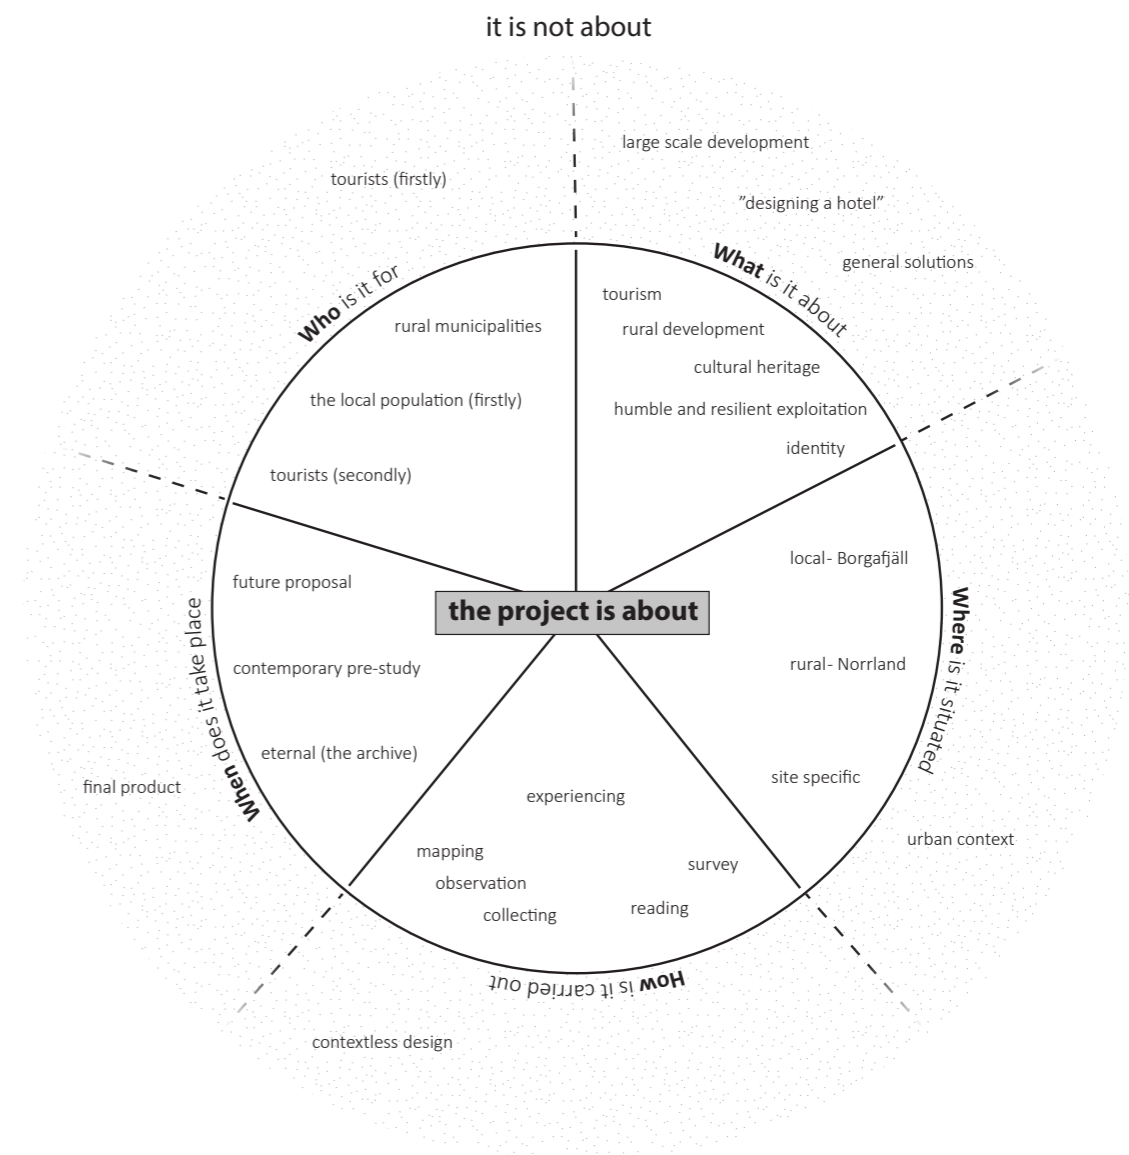 it is not about
large scale development
”designing a hotel”
general solutions
What is it about
tourism
rural development
cultural heritage
humble and resilient exploitation
identity
Where is it situated
local- Borgafjäll
rural- Norrland
site specific
urban context
How is it carried out
experiencing
mapping
observation
collecting
survey
reading
contextless design
When does it take place
future proposal
contemporary pre-study
eternal (the archive)
final product
Who is it for
tourists (firstly)
rural municipalities
the local population (firstly)
tourists (secondly)
the project is about